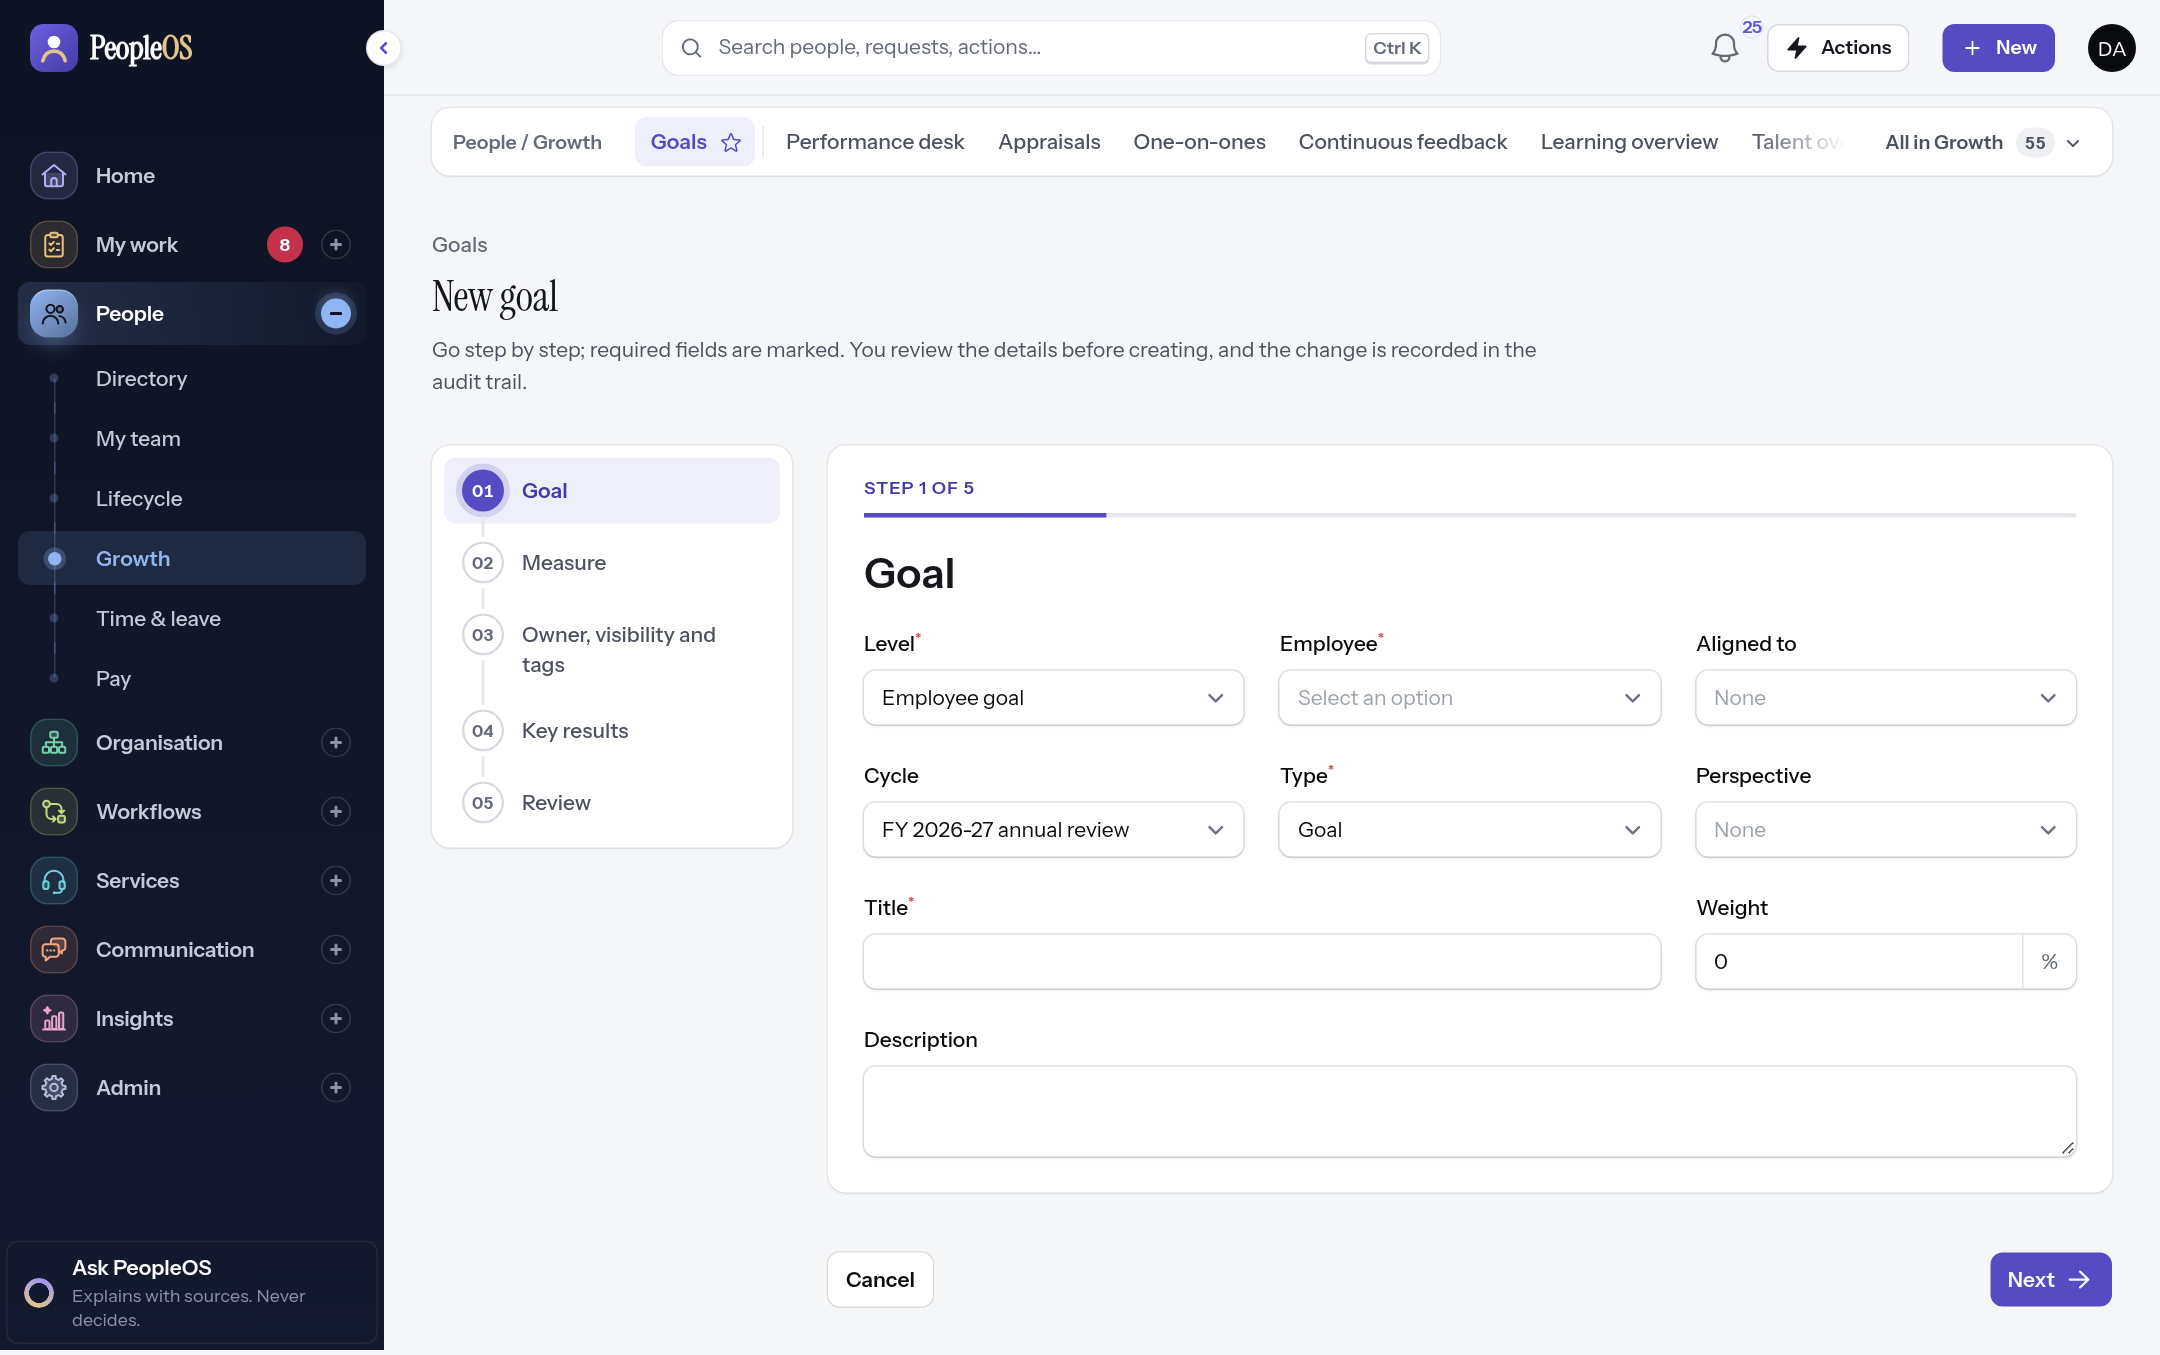 PeopleOS
Search people, requests, actions...
Ctrl K
25
Actions
New
DA
Home
My work
8
People
Directory
My team
Lifecycle
Growth
Time & leave
Pay
Organisation
Workflows
Services
Communication
Insights
Admin
Ask PeopleOS
Explains with sources. Never
decides.
People / Growth
Goals
Performance desk
Appraisals
One-on-ones
Continuous feedback
Learning overview
Talent ove
All in Growth
55
Goals
New goal
Go step by step; required fields are marked. You review the details before creating, and the change is recorded in the
audit trail.
01 Goal
02 Measure
03 Owner, visibility and
tags
04 Key results
05 Review
STEP 1 OF 5
Goal
Level*
Employee*
Aligned to
Employee goal
Select an option
None
Cycle
Type*
Perspective
FY 2026-27 annual review
Goal
None
Title*
Weight
0
%
Description
Cancel
Next